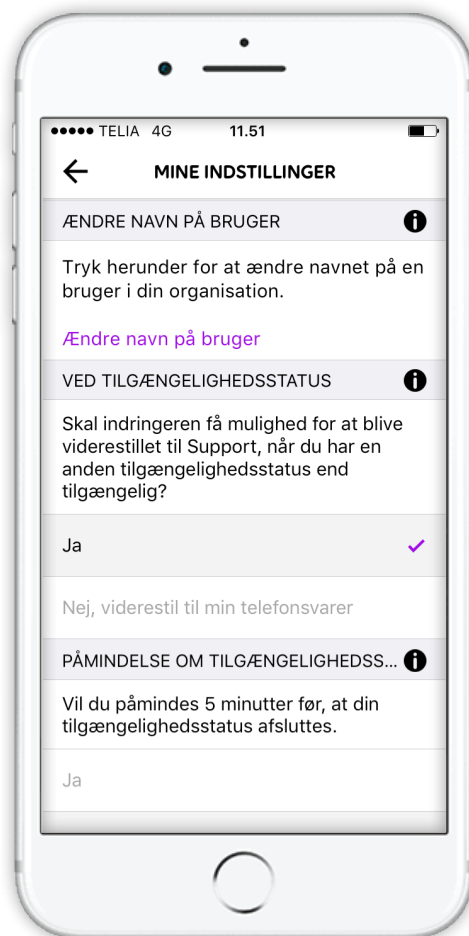 TELIA 4G 11.51
MINE INDSTILLINGER
ÆNDRE NAVN PÅ BRUGER
Tryk herunder for at ændre navnet på en
bruger i din organisation.
Ændre navn på bruger
VED TILGÆNGELIGHEDSSTATUS
Skal indringeren få mulighed for at blive
viderestillet til Support, når du har en
anden tilgængelighedsstatus end
tilgængelig?
Ja
Nej, viderestil til min telefonsvarer
PÅMINDELSE OM TILGÆNGELIGHEDSS...
Vil du påmindes 5 minutter før, at din
tilgængelighedsstatus afsluttes.
Ja